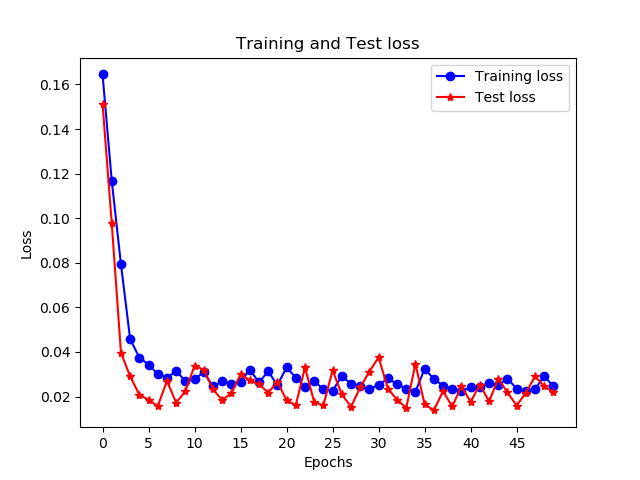 Training and Test loss
Training loss
Test loss
0.16
0.14
0.12
0.10
0.08
0.06
0.04
0.02
Loss
0 5 10 15 20 25 30 35 40 45
Epochs